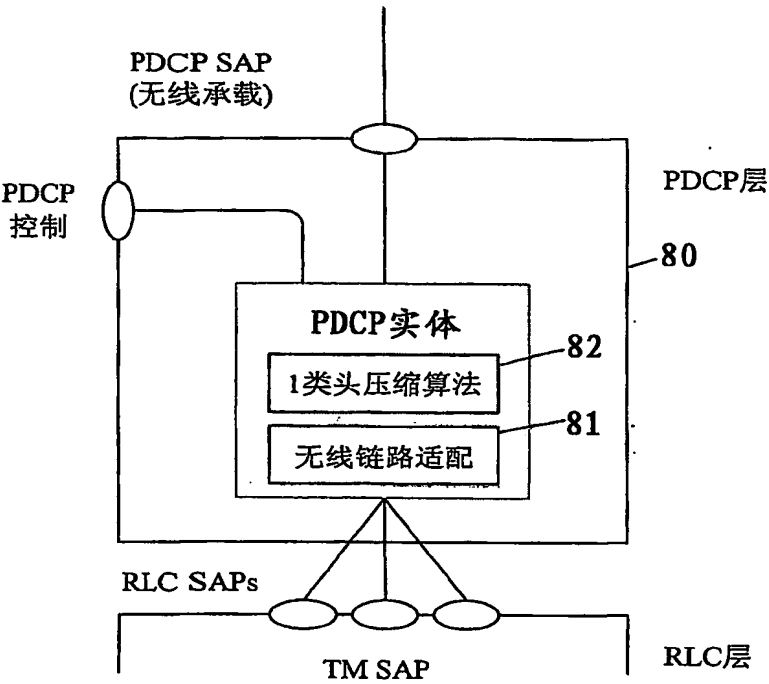 PDCP SAP
(无线承载)
PDCP层
PDCP
控制
80
PDCP实体
82
1类头压缩算法
81
无线链路适配
RLC SAPs
TM SAP
RLC层